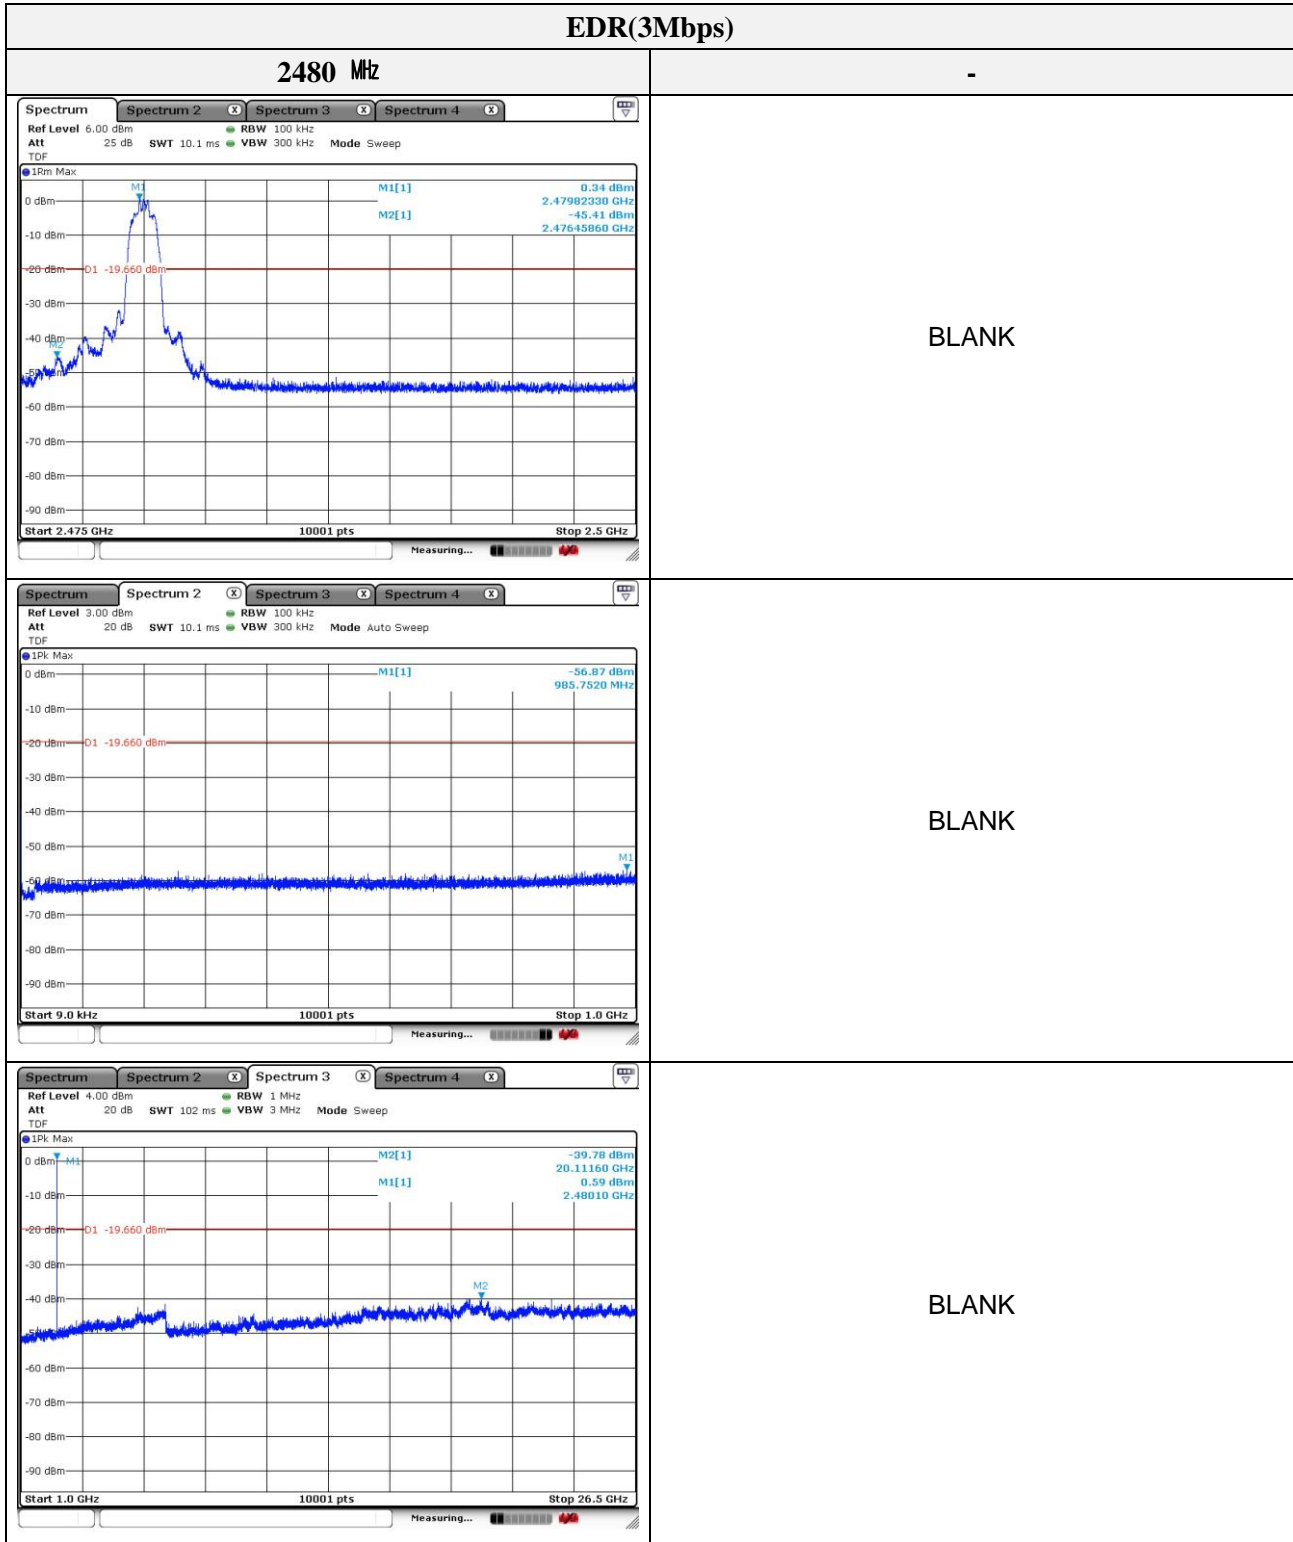 EDR(3Mbps)
2480 ㎒
-
Spectrum Spectrum 2 X Spectrum 3 X Spectrum 4 X
Ref Level 6.00 dBm RBW 100 kHz
Att 25 dB SWT 10.1 ms VBW 300 kHz Mode Sweep
TDF
1Rm Max
M1
M1[1] 0.34 dBm
2.47982330 GHz
M2[1] -45.41 dBm
2.47645860 GHz
0 dBm
-10 dBm
-20 dBm D1 -19.660 dBm
-30 dBm
-40 dBm
M2
-50 dBm
-60 dBm
-70 dBm
-80 dBm
-90 dBm
Start 2.475 GHz 10001 pts Stop 2.5 GHz
Measuring...
BLANK
Spectrum Spectrum 2 X Spectrum 3 X Spectrum 4 X
Ref Level 3.00 dBm RBW 100 kHz
Att 20 dB SWT 10.1 ms VBW 300 kHz Mode Auto Sweep
TDF
1Pk Max
0 dBm M1[1] -56.87 dBm
985.7520 MHz
-10 dBm
-20 dBm D1 -19.660 dBm
-30 dBm
-40 dBm
-50 dBm
M1
-60 dBm
-70 dBm
-80 dBm
-90 dBm
Start 9.0 kHz 10001 pts Stop 1.0 GHz
Measuring...
BLANK
Spectrum Spectrum 2 X Spectrum 3 X Spectrum 4 X
Ref Level 4.00 dBm RBW 1 MHz
Att 20 dB SWT 102 ms VBW 3 MHz Mode Sweep
TDF
1Pk Max
0 dBm M1 M2[1] -39.78 dBm
20.11160 GHz
M1[1] 0.59 dBm
-10 dBm 2.48010 GHz
-20 dBm D1 -19.660 dBm
-30 dBm
M2
-40 dBm
-50 dBm
-60 dBm
-70 dBm
-80 dBm
-90 dBm
Start 1.0 GHz 10001 pts Stop 26.5 GHz
Measuring...
BLANK